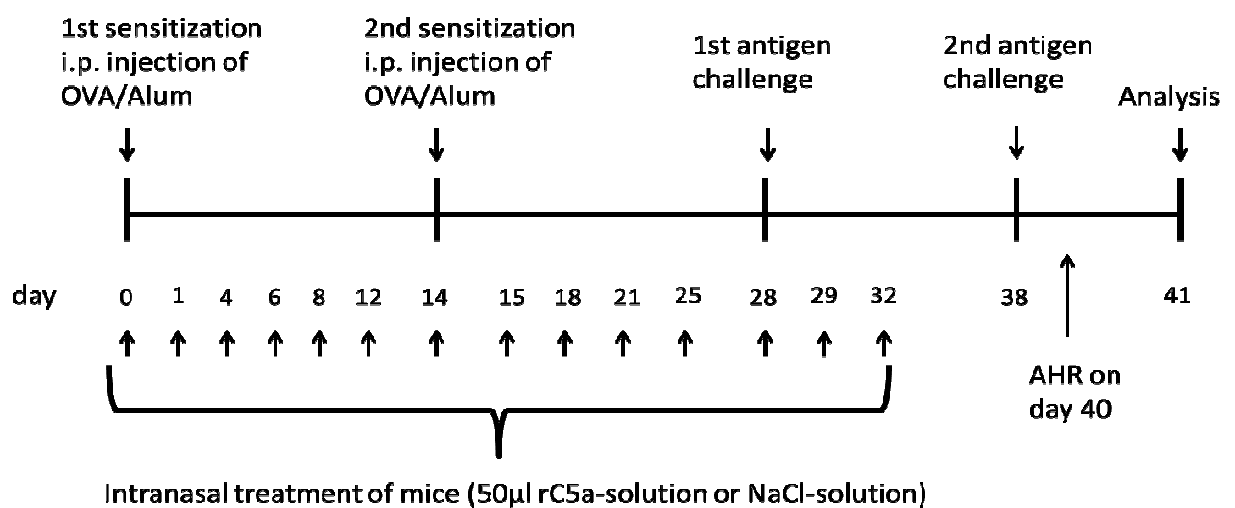 1st sensitization
i.p. injection of
OVA/Alum
2nd sensitization
i.p. injection of
OVA/Alum
1st antigen
challenge
2nd antigen
challenge
Analysis
day 0 1 4 6 8 12 14 15 18 21 25 28 29 32 38 41
AHR on
day 40
Intranasal treatment of mice (50µl rC5a-solution or NaCl-solution)